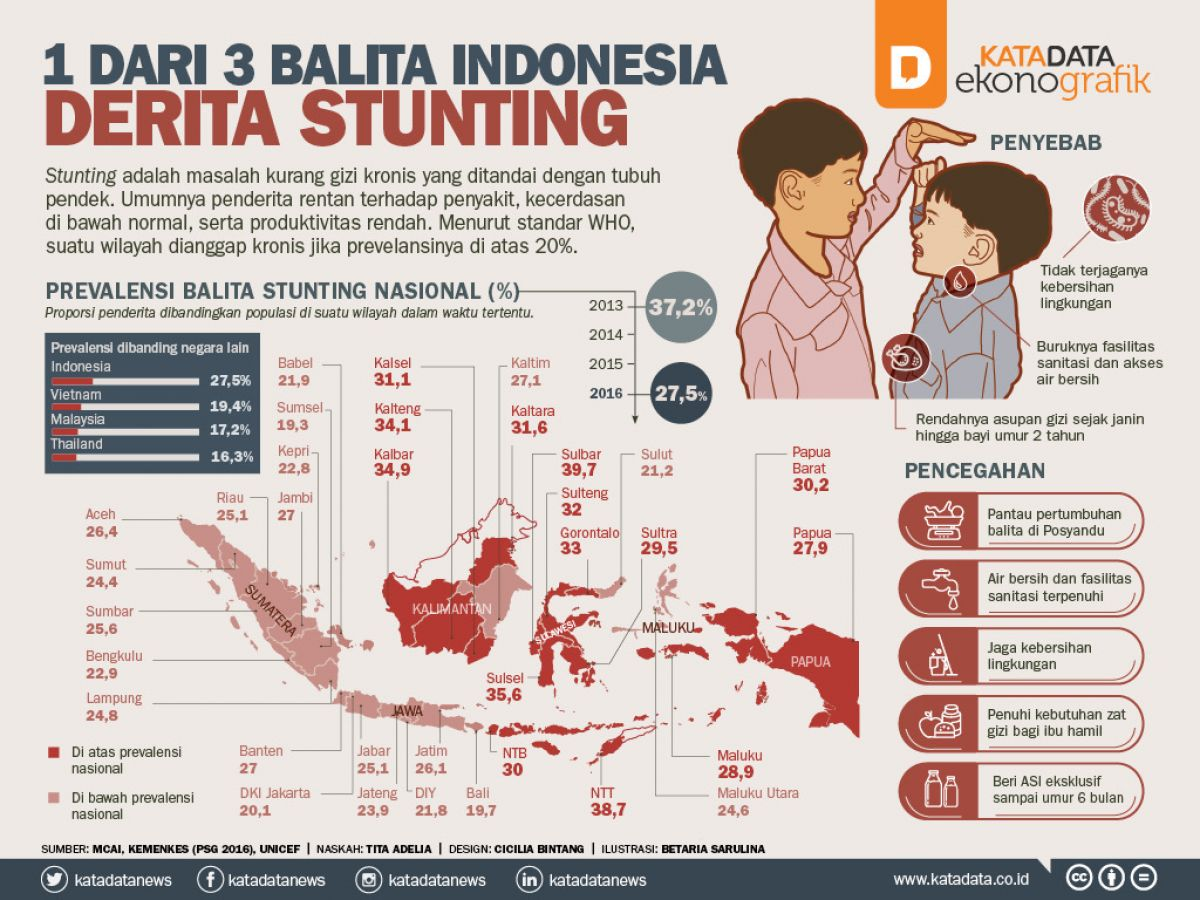 1 DARI 3 BALITA INDONESIA
DERITA STUNTING
D
KATADATA
ekonografik
Stunting adalah masalah kurang gizi kronis yang ditandai dengan tubuh
pendek. Umumnya penderita rentan terhadap penyakit, kecerdasan
di bawah normal, serta produktivitas rendah. Menurut standar WHO,
suatu wilayah dianggap kronis jika prevelansinya di atas 20%.
PREVALENSI BALITA STUNTING NASIONAL (%)
Proporsi penderita dibandingkan populasi di suatu wilayah dalam waktu tertentu.
2013
37,2%
2014
2015
2016
27,5%
Prevalensi dibanding negara lain
Indonesia
27,5%
Vietnam
19,4%
Malaysia
17,2%
Thailand
16,3%
Babel
21,9
Sumsel
19,3
Kepri
22,8
Riau
25,1
Jambi
27
Aceh
26,4
Sumut
24,4
Sumbar
25,6
Bengkulu
22,9
Lampung
24,8
Kalsel
31,1
Kalteng
34,1
Kalbar
34,9
Kaltim
27,1
Kaltara
31,6
Sulbar
39,7
Sulteng
32
Gorontalo
33
Sulut
21,2
Sultra
29,5
Papua
Barat
30,2
Papua
27,9
SUMATERA
KALIMANTAN
SULAWESI
MALUKU
PAPUA
JAWA
Sulsel
35,6
Di atas prevalensi
nasional
Di bawah prevalensi
nasional
Banten
27
DKI Jakarta
20,1
Jabar
25,1
Jateng
23,9
Jatim
26,1
DIY
21,8
Bali
19,7
NTB
30
NTT
38,7
Maluku
28,9
Maluku Utara
24,6
PENYEBAB
Tidak terjaganya
kebersihan
lingkungan
Buruknya fasilitas
sanitasi dan akses
air bersih
Rendahnya asupan gizi sejak janin
hingga bayi umur 2 tahun
PENCEGAHAN
Pantau pertumbuhan
balita di Posyandu
Air bersih dan fasilitas
sanitasi terpenuhi
Jaga kebersihan
lingkungan
Penuhi kebutuhan zat
gizi bagi ibu hamil
Beri ASI eksklusif
sampai umur 6 bulan
SUMBER: MCAI, KEMENKES (PSG 2016), UNICEF | NASKAH: TITA ADELIA | DESIGN: CICILIA BINTANG | ILUSTRASI: BETARIA SARULINA
katadatanews
katadatanews
katadatanews
katadatanews
www.katadata.co.id